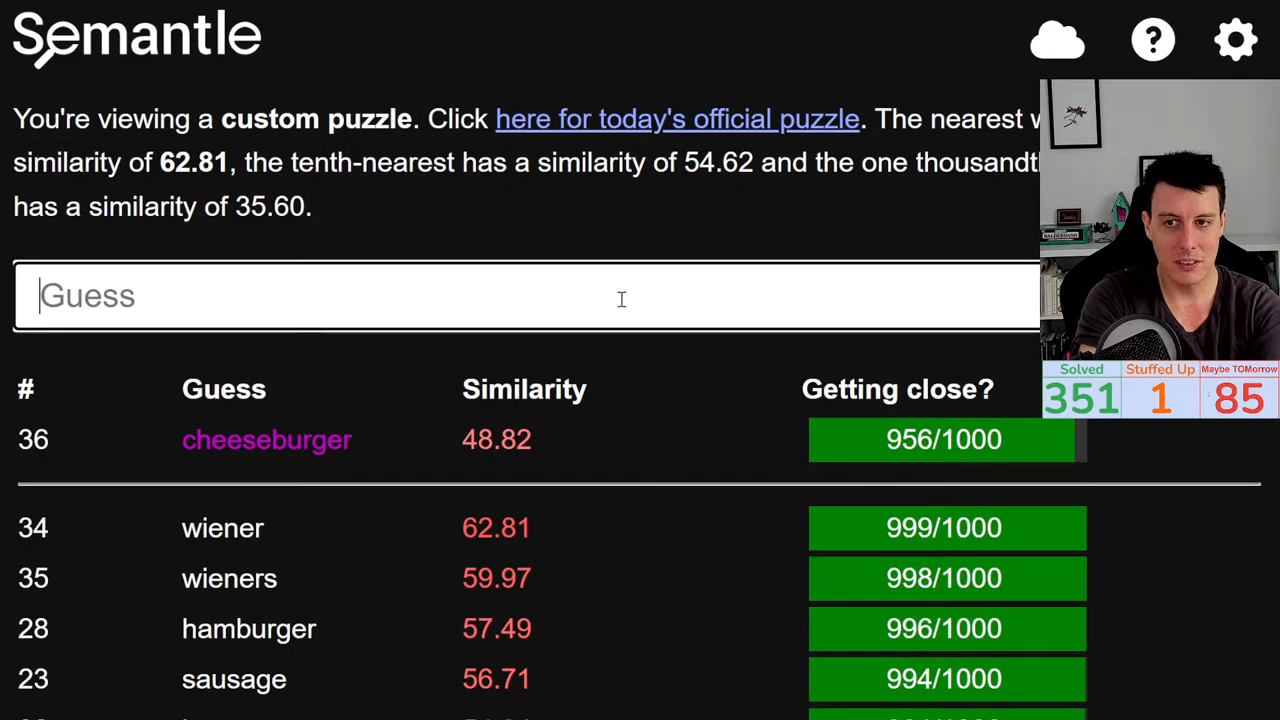 Semantle
You're viewing a custom puzzle. Click here for today's official puzzle. The nearest
similarity of 62.81, the tenth-nearest has a similarity of 54.62 and the one thousandth
has a similarity of 35.60.
Guess
# Guess Similarity Getting close?
36 cheeseburger 48.82 956/1000
34 wiener 62.81 999/1000
35 wieners 59.97 998/1000
28 hamburger 57.49 996/1000
23 sausage 56.71 994/1000
Solved Stuffed Up Maybe TOMorrow
351 1 85